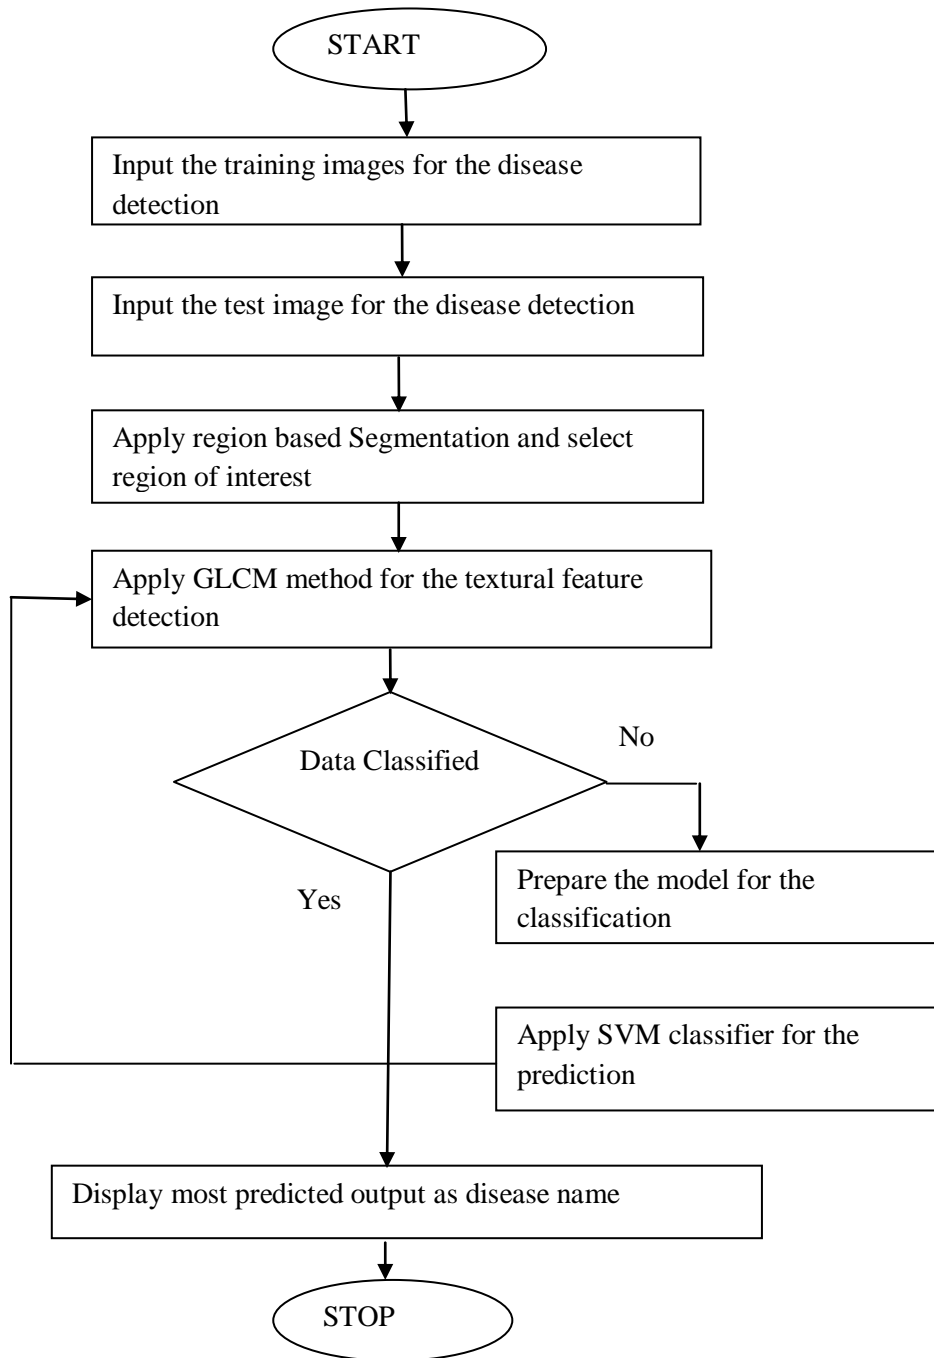 START
Input the training images for the disease
detection
Input the test image for the disease detection
Apply region based Segmentation and select
region of interest
Apply GLCM method for the textural feature
detection
Data Classified
No
Yes
Prepare the model for the
classification
Apply SVM classifier for the
prediction
Display most predicted output as disease name
STOP